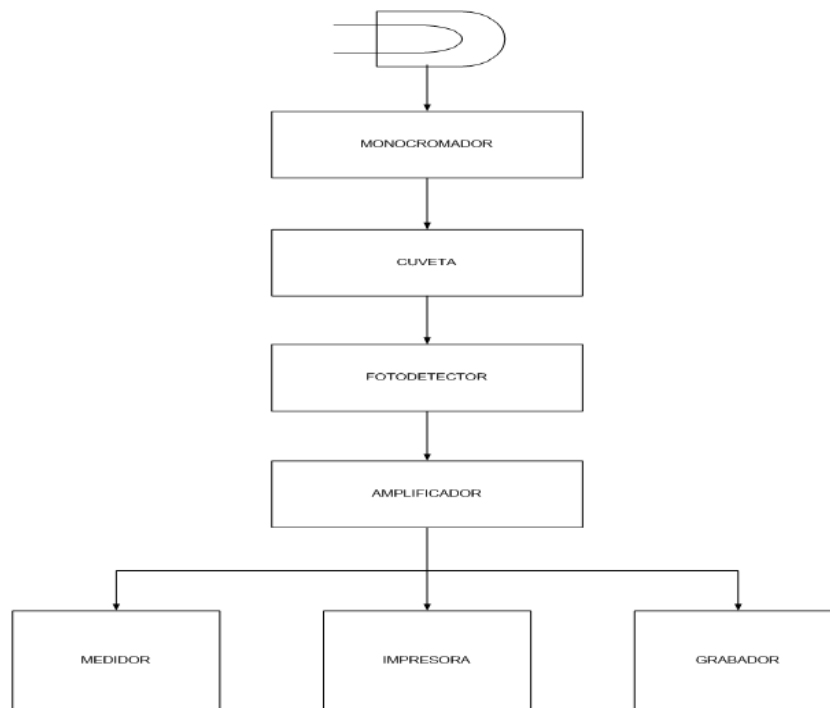 MONOCROMADOR
CUVETA
FOTODETECTOR
AMPLIFICADOR
MEDIDOR
IMPRESORA
GRABADOR